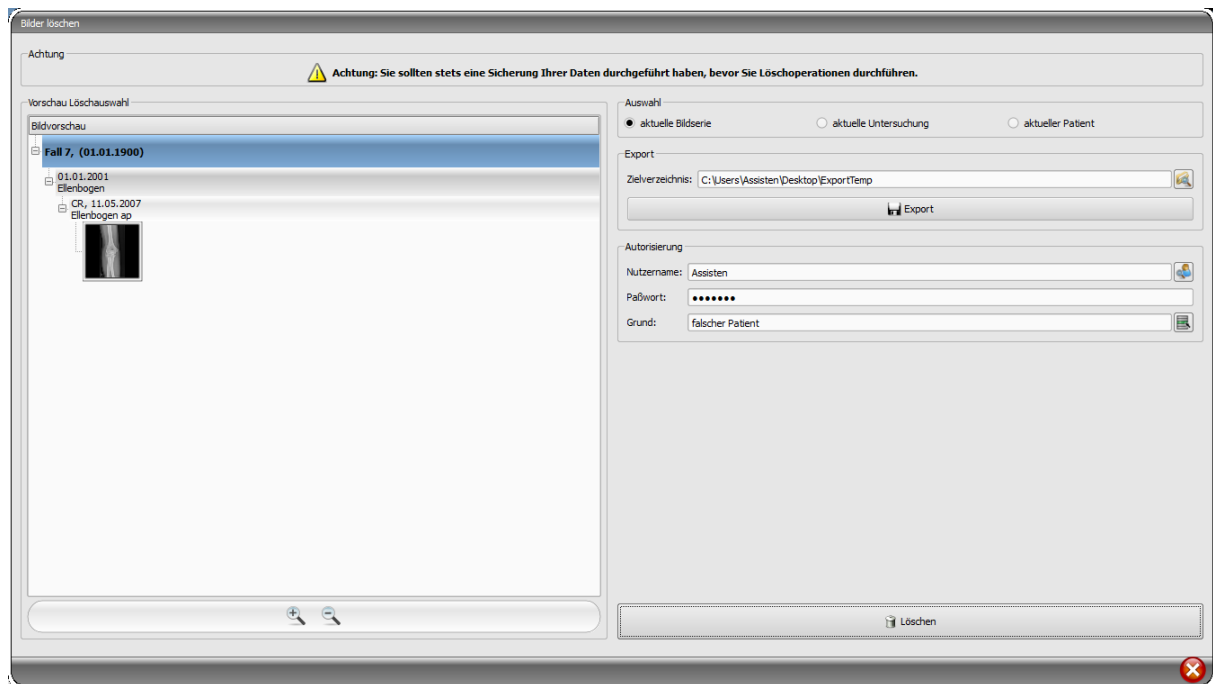 Bilder löschen
Achtung
Achtung: Sie sollten stets eine Sicherung Ihrer Daten durchgeführt haben, bevor Sie Löschoperationen durchführen.
Vorschau Löschauswahl
Bildvorschau
Fall 7, (01.01.1900)
01.01.2001
Ellenbogen
CR, 11.05.2007
Ellenbogen ap
Auswahl
aktuelle Bildserie aktuelle Untersuchung aktueller Patient
Export
Zielverzeichnis: C:\Users\Assisten\Desktop\ExportTemp
Export
Autorisierung
Nutzername: Assisten
Paßwort: •••••••
Grund: falscher Patient
Löschen